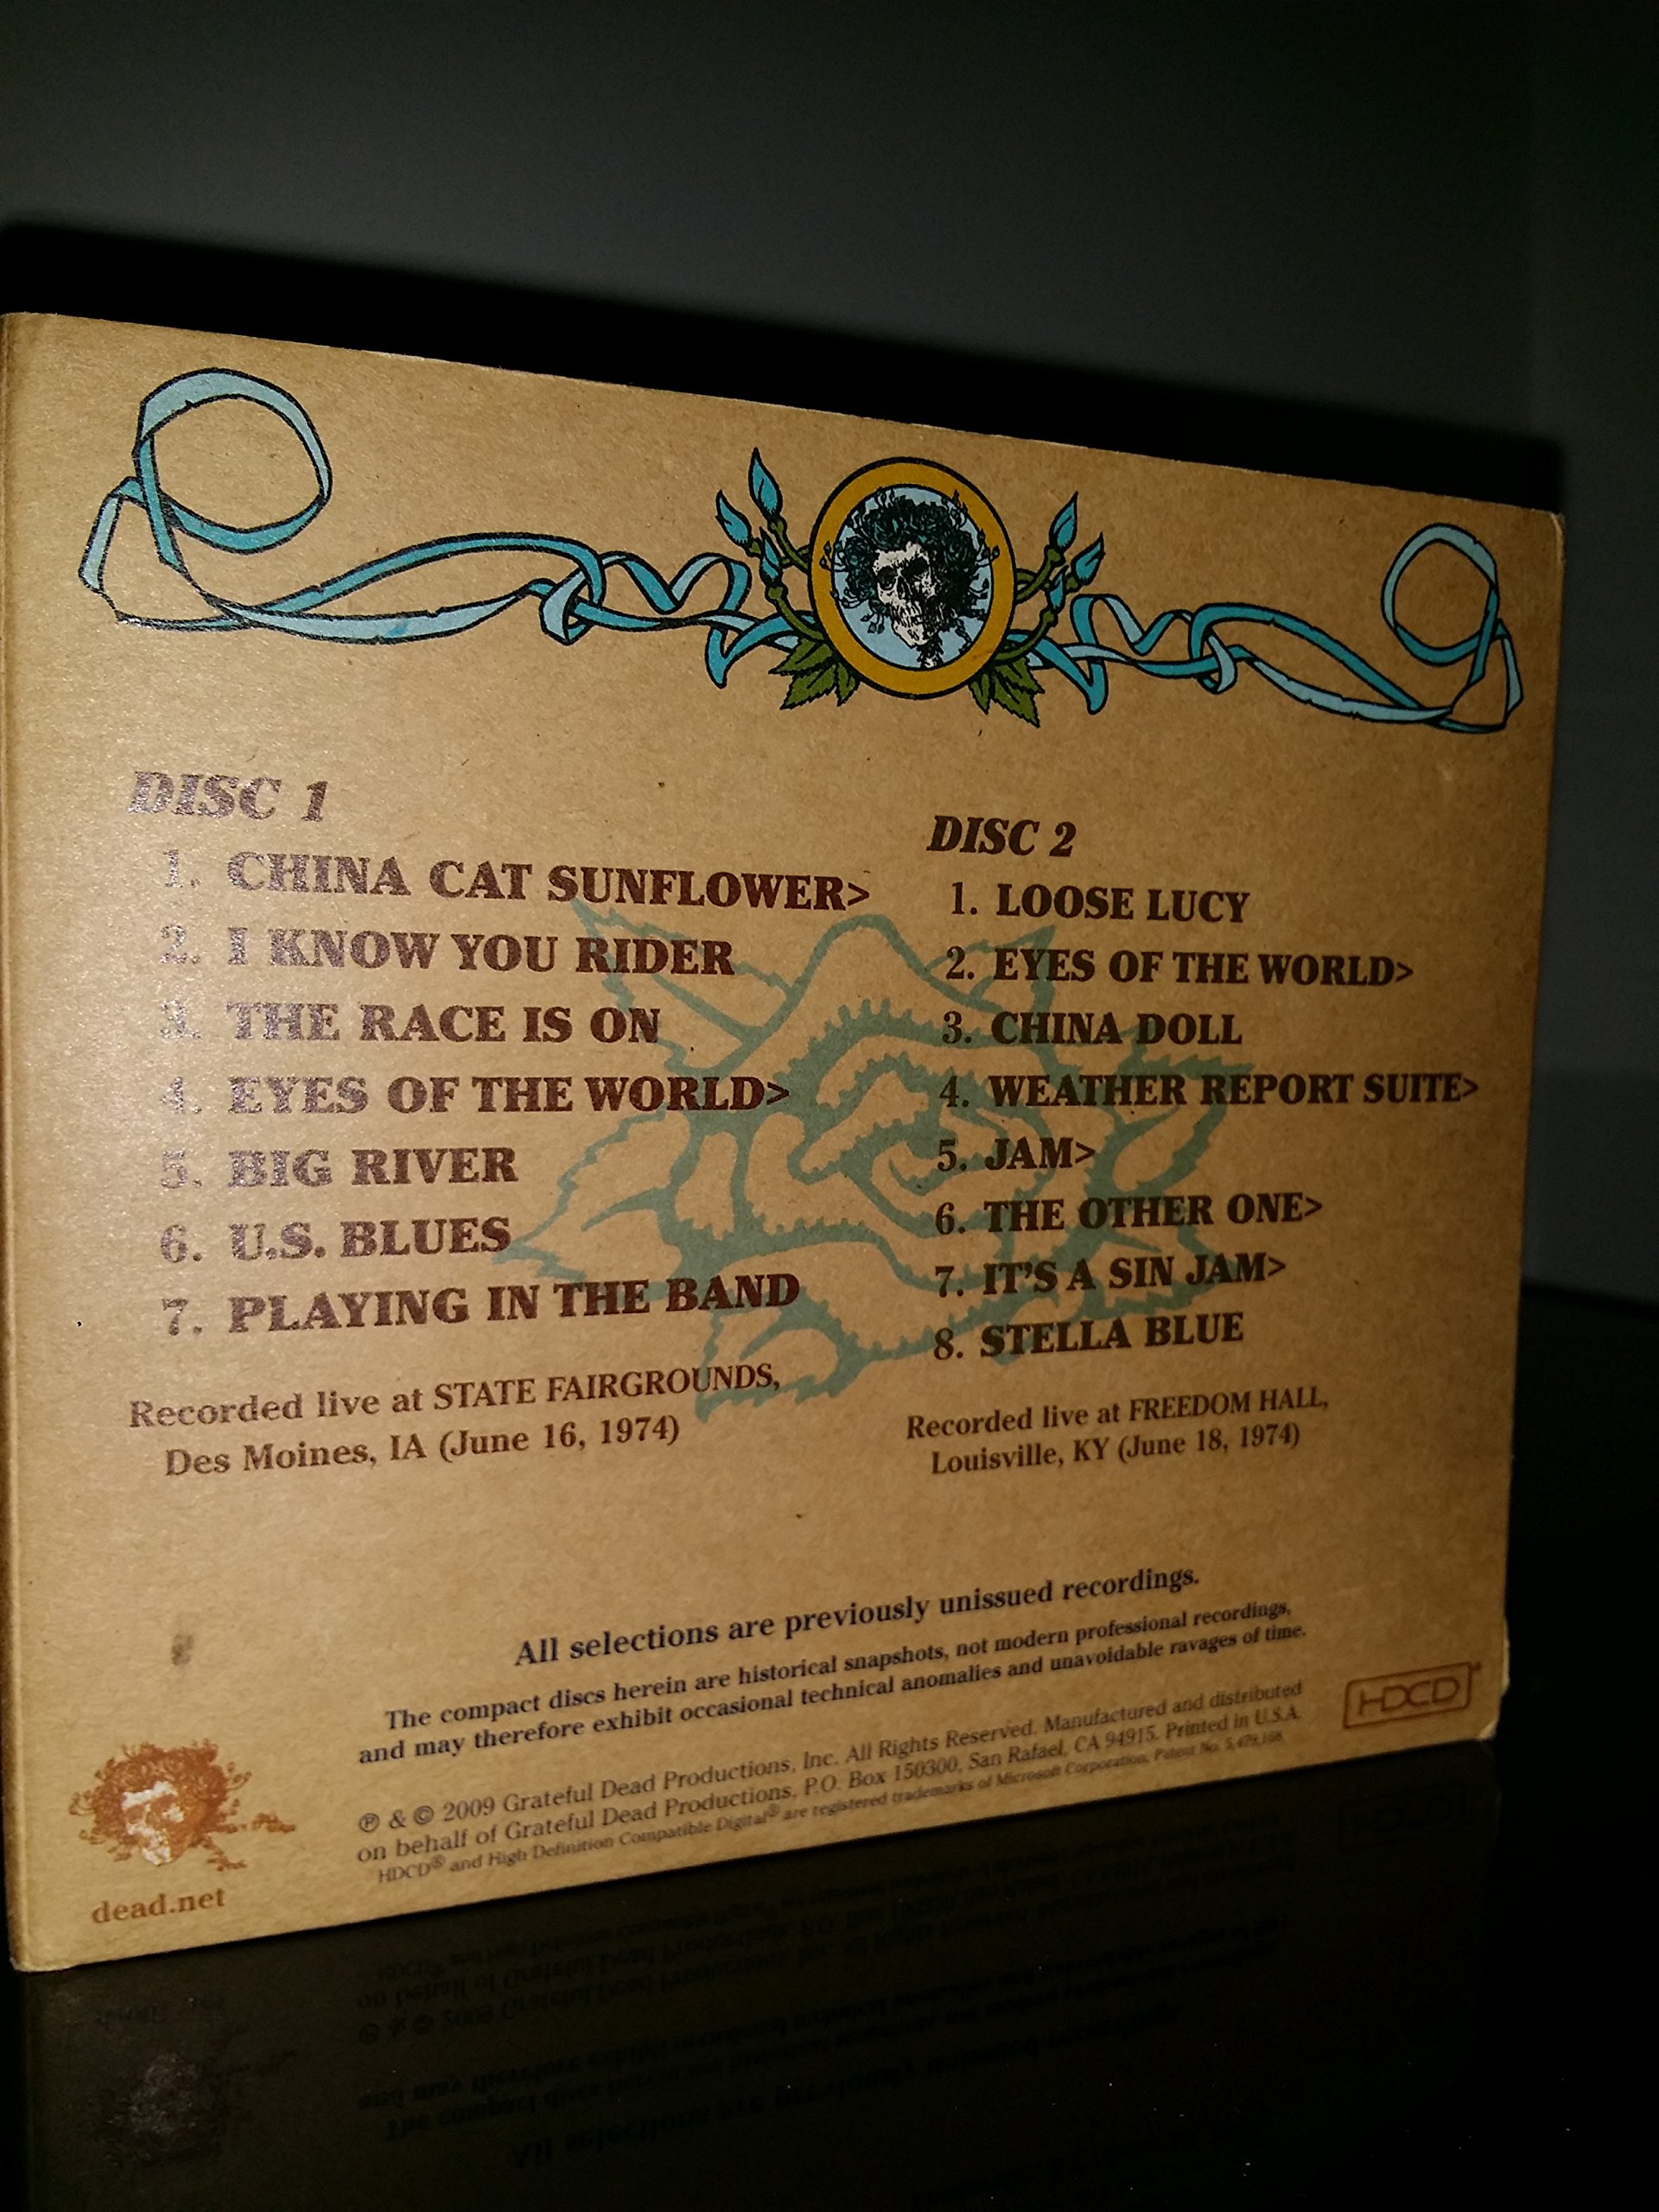 DISC 1
1. CHINA CAT SUNFLOWER>
2. I KNOW YOU RIDER
3. THE RACE IS ON
4. EYES OF THE WORLD>
5. BIG RIVER
6. U.S. BLUES
7. PLAYING IN THE BAND
Recorded live at STATE FAIRGROUNDS,
Des Moines, IA (June 16, 1974)
DISC 2
1. LOOSE LUCY
2. EYES OF THE WORLD>
3. CHINA DOLL
4. WEATHER REPORT SUITE>
5. JAM>
6. THE OTHER ONE>
7. IT'S A SIN JAM>
8. STELLA BLUE
Recorded live at FREEDOM HALL,
Louisville, KY (June 18, 1974)
All selections are previously unissued recordings.
The compact discs herein are historical snapshots, not modern professional recordings,
and may therefore exhibit occasional technical anomalies and unavoidable ravages of time.
℗ & © 2009 Grateful Dead Productions, Inc. All Rights Reserved. Manufactured and distributed
on behalf of Grateful Dead Productions, P.O. Box 150300, San Rafael, CA 94915. Printed in U.S.A.
HDCD® and High Definition Compatible Digital® are registered trademarks of Microsoft Corporation, Patent No. 5,479,168
HDCD®
dead.net